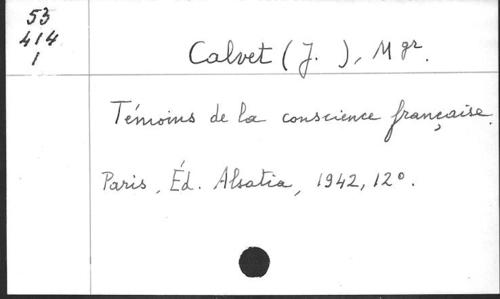 53
414
1
Calvet (J. ), Mgr.
Témoins de la conscience française.
Paris, Éd. Alsatia, 1942, 12°.